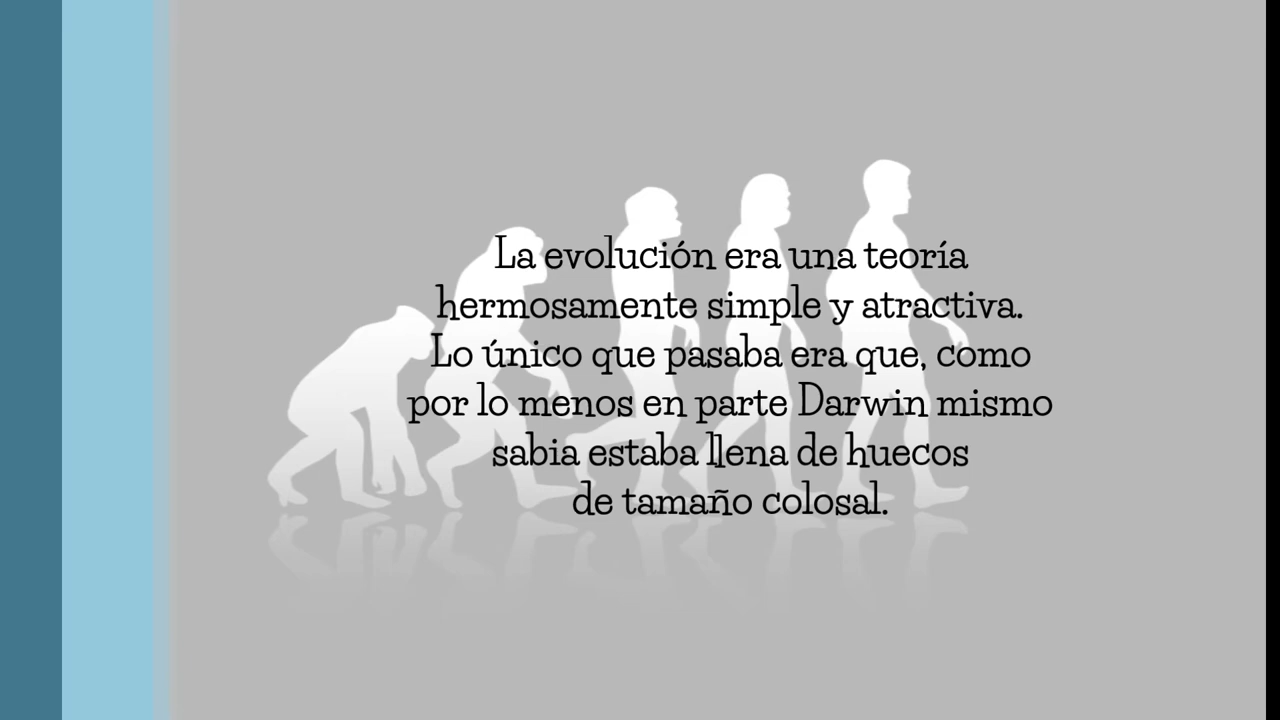 La evolución era una teoría
hermosamente simple y atractiva.
Lo único que pasaba era que, como
por lo menos en parte Darwin mismo
sabia estaba llena de huecos
de tamaño colosal.